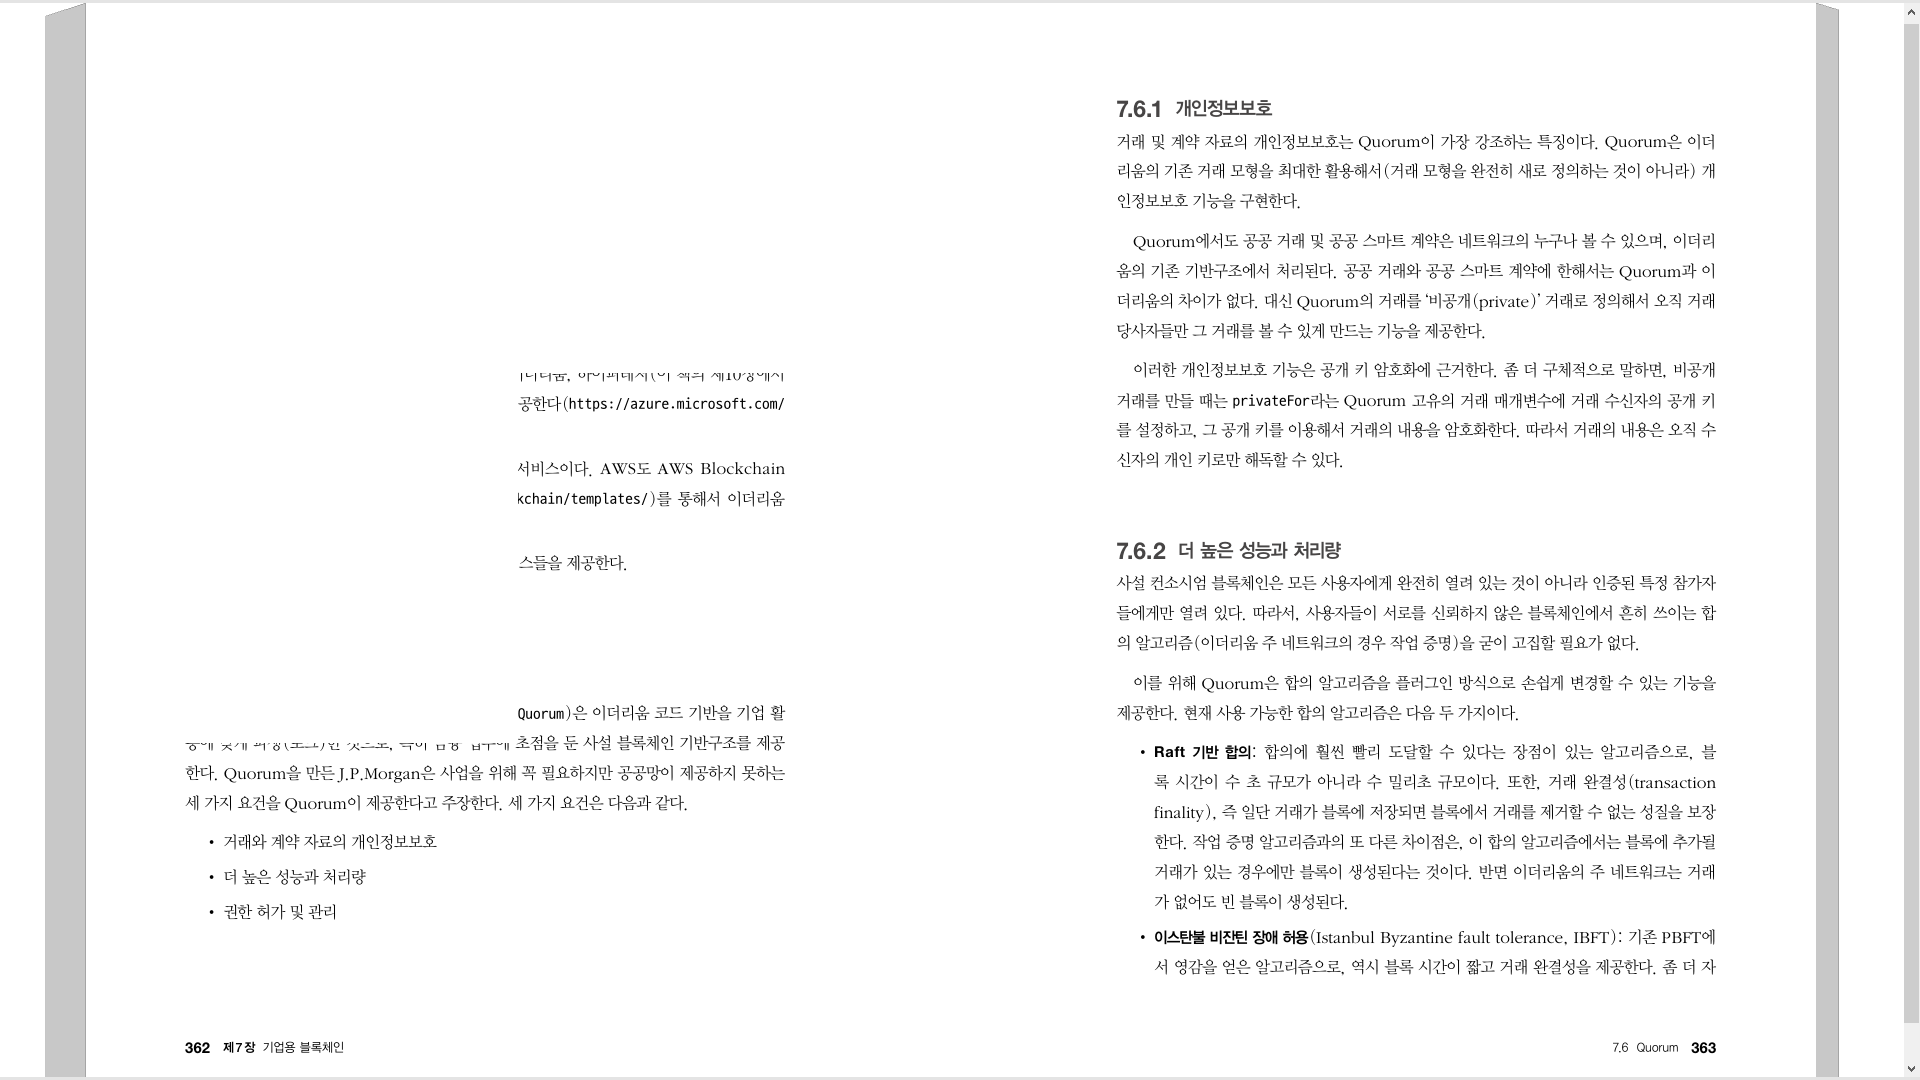 공한다(https://azure.microsoft.com/
서비스이다. AWS도 AWS Blockchain
kchain/templates/)를 통해서 이더리움
스들을 제공한다.
Quorum)은 이더리움 코드 기반을 기업 활
초점을 둔 사설 블록체인 기반구조를 제공
한다. Quorum을 만든 J.P.Morgan은 사업을 위해 꼭 필요하지만 공공망이 제공하지 못하는
세 가지 요건을 Quorum이 제공한다고 주장한다. 세 가지 요건은 다음과 같다.
• 거래와 계약 자료의 개인정보보호
• 더 높은 성능과 처리량
• 권한 허가 및 관리
362 제7장 기업용 블록체인
7.6.1 개인정보보호
거래 및 계약 자료의 개인정보보호는 Quorum이 가장 강조하는 특징이다. Quorum은 이더
리움의 기존 거래 모형을 최대한 활용해서(거래 모형을 완전히 새로 정의하는 것이 아니라) 개
인정보보호 기능을 구현한다.
Quorum에서도 공공 거래 및 공공 스마트 계약은 네트워크의 누구나 볼 수 있으며, 이더리
움의 기존 기반구조에서 처리된다. 공공 거래와 공공 스마트 계약에 한해서는 Quorum과 이
더리움의 차이가 없다. 대신 Quorum의 거래를 ‘비공개(private)’ 거래로 정의해서 오직 거래
당사자들만 그 거래를 볼 수 있게 만드는 기능을 제공한다.
이러한 개인정보보호 기능은 공개 키 암호화에 근거한다. 좀 더 구체적으로 말하면, 비공개
거래를 만들 때는 privateFor라는 Quorum 고유의 거래 매개변수에 거래 수신자의 공개 키
를 설정하고, 그 공개 키를 이용해서 거래의 내용을 암호화한다. 따라서 거래의 내용은 오직 수
신자의 개인 키로만 해독할 수 있다.
7.6.2 더 높은 성능과 처리량
사설 컨소시엄 블록체인은 모든 사용자에게 완전히 열려 있는 것이 아니라 인증된 특정 참가자
들에게만 열려 있다. 따라서, 사용자들이 서로를 신뢰하지 않은 블록체인에서 흔히 쓰이는 합
의 알고리즘(이더리움 주 네트워크의 경우 작업 증명)을 굳이 고집할 필요가 없다.
이를 위해 Quorum은 합의 알고리즘을 플러그인 방식으로 손쉽게 변경할 수 있는 기능을
제공한다. 현재 사용 가능한 합의 알고리즘은 다음 두 가지이다.
• Raft 기반 합의: 합의에 훨씬 빨리 도달할 수 있다는 장점이 있는 알고리즘으로, 블
록 시간이 수 초 규모가 아니라 수 밀리초 규모이다. 또한, 거래 완결성(transaction
finality), 즉 일단 거래가 블록에 저장되면 블록에서 거래를 제거할 수 없는 성질을 보장
한다. 작업 증명 알고리즘과의 또 다른 차이점은, 이 합의 알고리즘에서는 블록에 추가될
거래가 있는 경우에만 블록이 생성된다는 것이다. 반면 이더리움의 주 네트워크는 거래
가 없어도 빈 블록이 생성된다.
• 이스탄불 비잔틴 장애 허용(Istanbul Byzantine fault tolerance, IBFT): 기존 PBFT에
서 영감을 얻은 알고리즘으로, 역시 블록 시간이 짧고 거래 완결성을 제공한다. 좀 더 자
7.6 Quorum 363